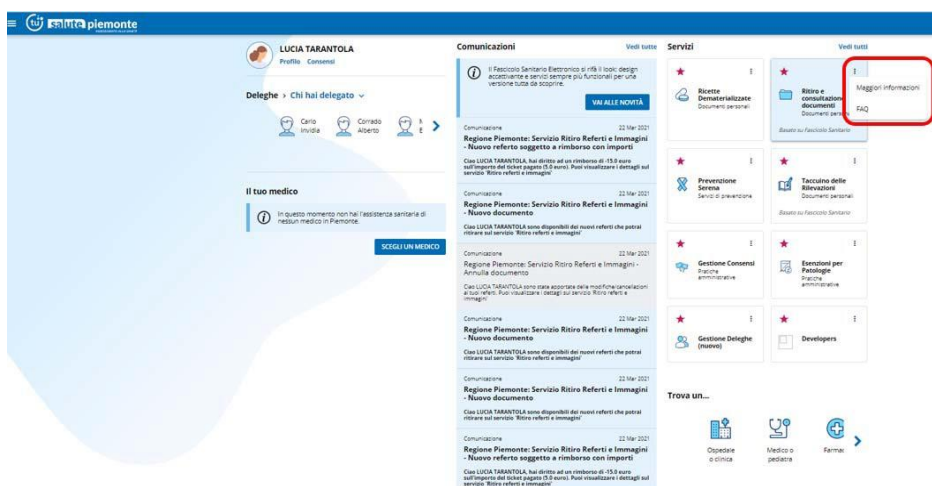 tu salute piemonte
LUCIA TARANTOLA
Profilo Consensi
Deleghe > Chi hai delegato
Carlo
Invidia
Corrado
Alberto
Il tuo medico
In questo momento non hai l'assistenza sanitaria di
nessun medico in Piemonte.
SCEGLI UN MEDICO
Comunicazioni
Vedi tutte
Il Fascicolo Sanitario Elettronico si rifà il look: design
accattivante e servizi sempre più funzionali per una
versione tutta da scoprire.
VAI ALLE NOVITÀ
Comunicazione 22 Mar 2021
Regione Piemonte: Servizio Ritiro Referti e Immagini
- Nuovo referto soggetto a rimborso con importi
Ciao LUCIA TARANTOLA, hai diritto ad un rimborso di -15.0 euro
sull'importo del ticket pagato (5.0 euro). Puoi visualizzare i dettagli sul
servizio 'Ritiro referti e immagini'
Comunicazione 22 Mar 2021
Regione Piemonte: Servizio Ritiro Referti e Immagini
- Nuovo documento
Ciao LUCIA TARANTOLA sono disponibili dei nuovi referti che potrai
ritirare sul servizio 'Ritiro referti e immagini'
Comunicazione 22 Mar 2021
Regione Piemonte: Servizio Ritiro Referti e Immagini -
Annulla documento
Ciao LUCIA TARANTOLA sono state apportate delle modifiche/cancellazioni
ai tuoi referti. Puoi visualizzare i dettagli sul servizio 'Ritiro referti e
immagini'
Comunicazione 22 Mar 2021
Regione Piemonte: Servizio Ritiro Referti e Immagini
- Nuovo documento
Ciao LUCIA TARANTOLA sono disponibili dei nuovi referti che potrai
ritirare sul servizio 'Ritiro referti e immagini'
Comunicazione 22 Mar 2021
Regione Piemonte: Servizio Ritiro Referti e Immagini
- Nuovo documento
Ciao LUCIA TARANTOLA sono disponibili dei nuovi referti che potrai
ritirare sul servizio 'Ritiro referti e immagini'
Comunicazione 22 Mar 2021
Regione Piemonte: Servizio Ritiro Referti e Immagini
- Nuovo referto soggetto a rimborso con importi
Ciao LUCIA TARANTOLA, hai diritto ad un rimborso di -15.0 euro
sull'importo del ticket pagato (5.0 euro). Puoi visualizzare i dettagli sul
servizio 'Ritiro referti e immagini'
Servizi
Vedi tutti
Ricette
Dematerializzate
Documenti personali
Ritiro e
consultazione
documenti
Documenti
Basato su Fascicolo Sanitario
Maggiori informazioni
FAQ
Prevenzione
Serena
Servizi di prevenzione
Taccuino delle
Rilevazioni
Documenti personali
Basato su Fascicolo Sanitario
Gestione Consensi
Pratiche
amministrative
Esenzioni per
Patologie
Pratiche
amministrative
Gestione Deleghe
(nuovo)
Developers
Trova un...
Ospedale
o clinica
Medico o
pediatra
Farmac